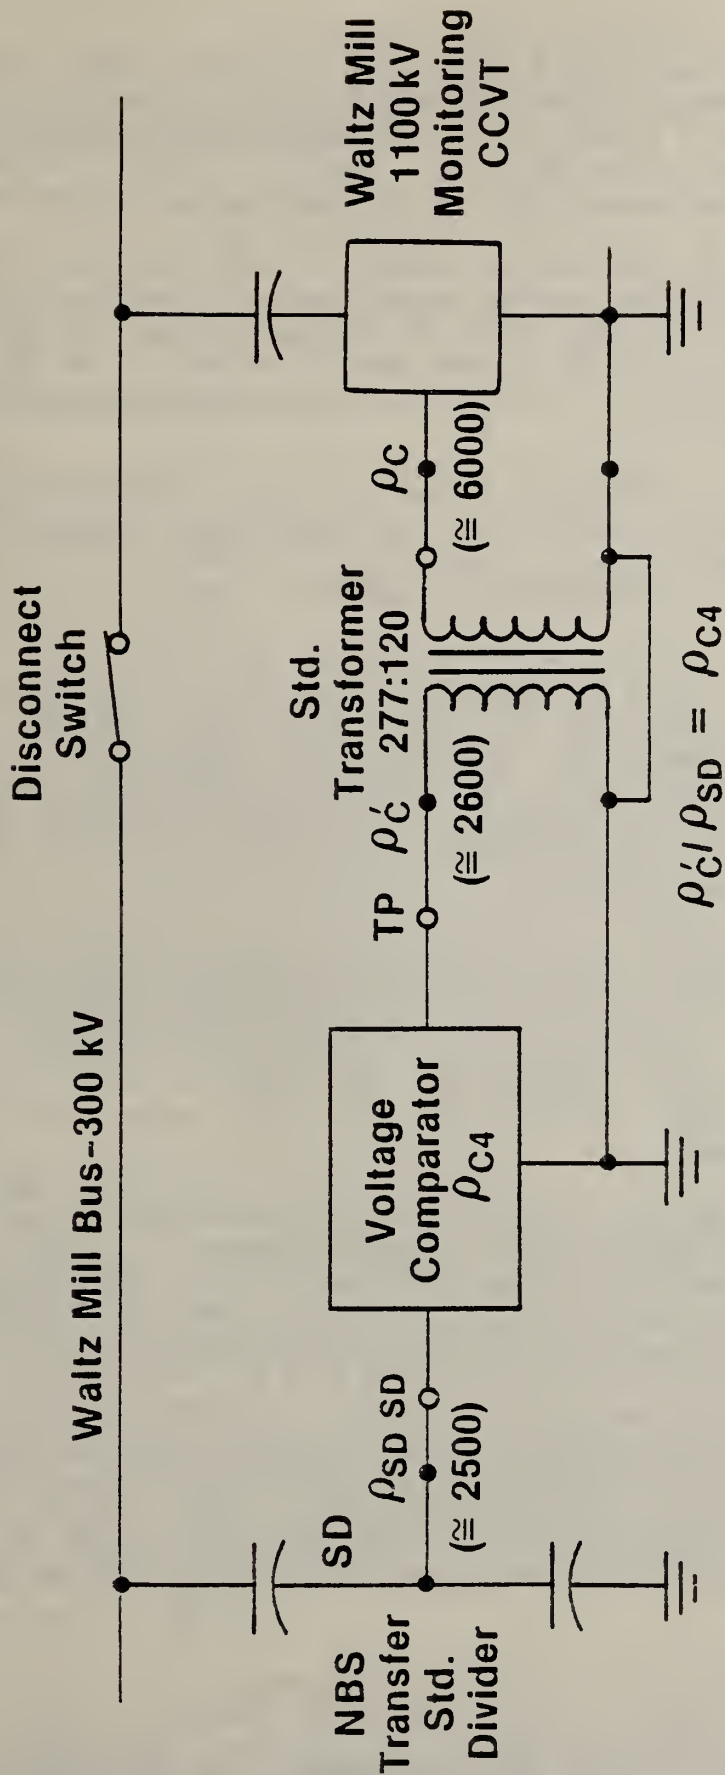 Disconnect
Switch
Waltz Mill Bus-300 kV
NBS
Transfer
Std.
Divider
SD
ρSD SD
(≅ 2500)
Voltage
Comparator
ρC4
TP
ρ′C
(≅ 2600)
Std.
Transformer
277:120
ρC
(≅ 6000)
Waltz Mill
1100 kV
Monitoring
CCVT
ρ′C/ρSD = ρC4